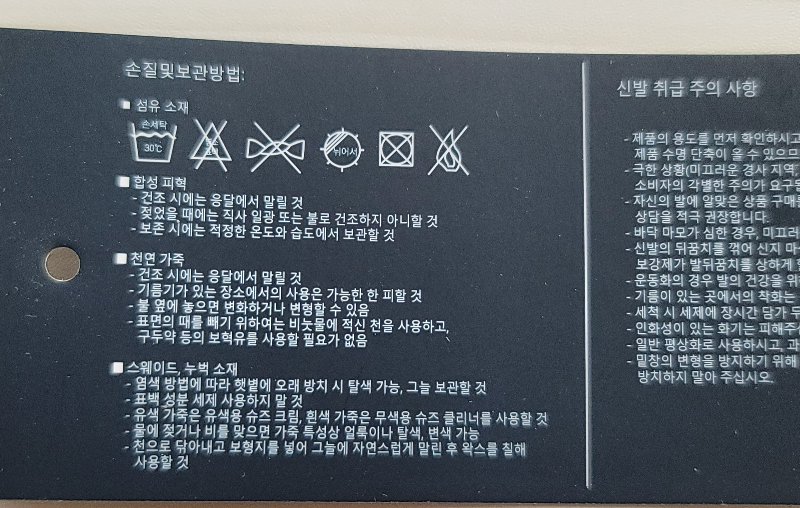 손질및보관방법:
■ 섬유 소재
손세탁
30℃
염소
표백
뉘어서
■ 합성 피혁
- 건조 시에는 응달에서 말릴 것
- 젖었을 때에는 직사 일광 또는 불로 건조하지 아니할 것
- 보존 시에는 적정한 온도와 습도에서 보관할 것
■ 천연 가죽
- 건조 시에는 응달에서 말릴 것
- 기름기가 있는 장소에서의 사용은 가능한 한 피할 것
- 불 옆에 놓으면 변화하거나 변형할 수 있음
- 표면의 때를 빼기 위하여는 비눗물에 적신 천을 사용하고,
구두약 등의 보혁유를 사용할 필요가 없음
■ 스웨이드, 누벅 소재
- 염색 방법에 따라 햇볕에 오래 방치 시 탈색 가능, 그늘 보관할 것
- 표백 성분 세제 사용하지 말 것
- 유색 가죽은 유색용 슈즈 크림, 흰색 가죽은 무색용 슈즈 클리너를 사용할 것
- 물에 젖거나 비를 맞으면 가죽 특성상 얼룩이나 탈색, 변색 가능
- 천으로 닦아내고 보형지를 넣어 그늘에 자연스럽게 말린 후 왁스를 칠해
사용할 것
신발 취급 주의 사항
- 제품의 용도를 먼저 확인하시고
제품 수명 단축이 올 수 있으므
- 극한 상황(미끄러운 경사 지역,
소비자의 각별한 주의가 요구됨
- 자신의 발에 알맞은 상품 구매를
상담을 적극 권장합니다.
- 바닥 마모가 심한 경우, 미끄러
- 신발의 뒤꿈치를 꺾어 신지 마
보강제가 발뒤꿈치를 상하게 할
- 운동화의 경우 발의 건강을 위
- 기름이 있는 곳에서의 착화는
- 세척 시 세제에 장시간 담가 두
- 인화성이 있는 화기는 피해주
- 일반 평상화로 사용하시고, 과
- 밑창의 변형을 방지하기 위해
방치하지 말아 주십시오.